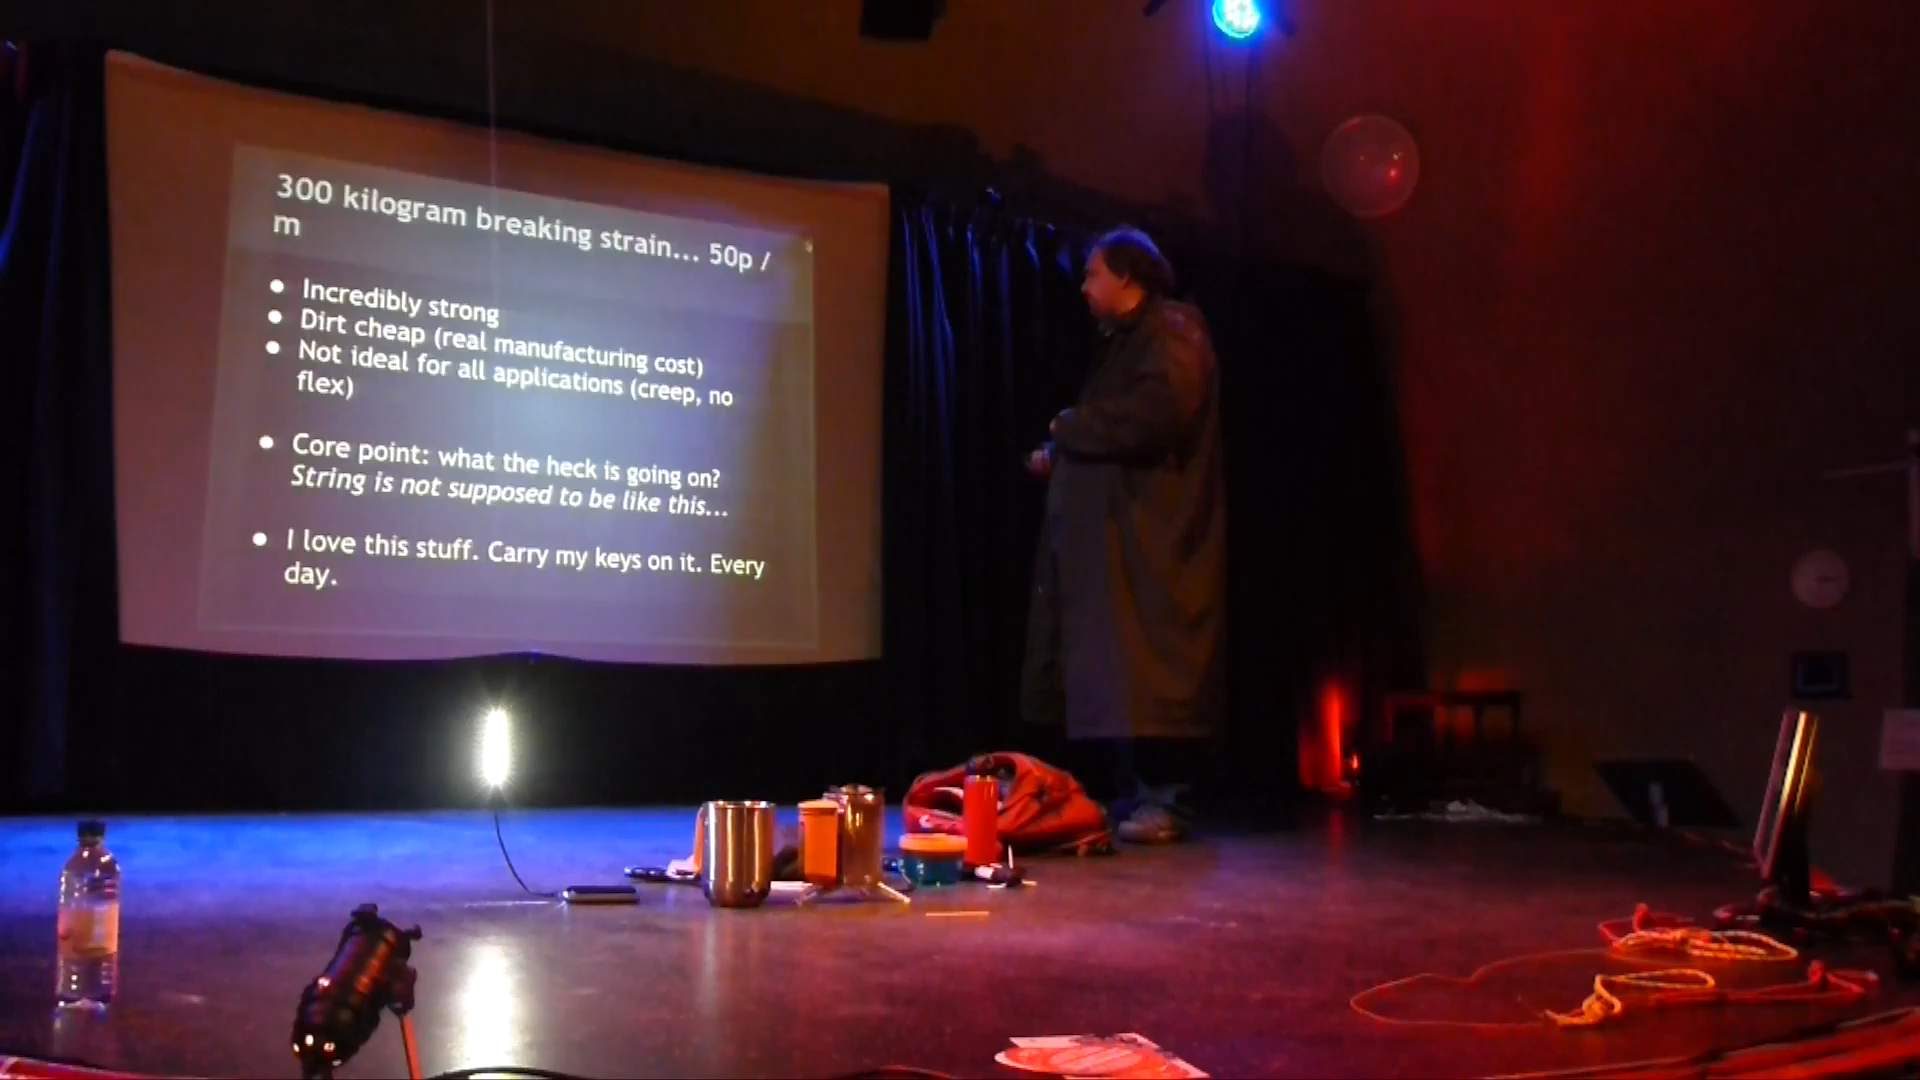 300 kilogram breaking strain... 50p /
m
● Incredibly strong
● Dirt cheap (real manufacturing cost)
● Not ideal for all applications (creep, no
flex)
● Core point: what the heck is going on?
String is not supposed to be like this...
● I love this stuff. Carry my keys on it. Every
day.